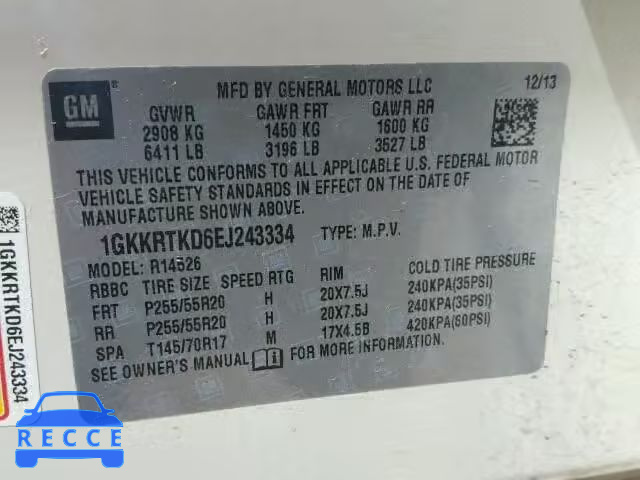 GM®
MFD BY GENERAL MOTORS LLC 12/13
GVWR GAWR FRT GAWR RR
2908 KG 1450 KG 1600 KG
6411 LB 3196 LB 3527 LB
THIS VEHICLE CONFORMS TO ALL APPLICABLE U.S. FEDERAL MOTOR
VEHICLE SAFETY STANDARDS IN EFFECT ON THE DATE OF
MANUFACTURE SHOWN ABOVE.
1GKKRTKD6EJ243334 TYPE: M.P.V.
MODEL: R14526
RBBC TIRE SIZE SPEED RTG RIM COLD TIRE PRESSURE
FRT P255/55R20 H 20X7.5J 240KPA(35PSI)
RR P255/55R20 H 20X7.5J 240KPA(35PSI)
SPA T145/70R17 M 17X4.5B 420KPA(60PSI)
SEE OWNER'S MANUAL FOR MORE INFORMATION.
1GKKRTKD6EJ243334
RECCE